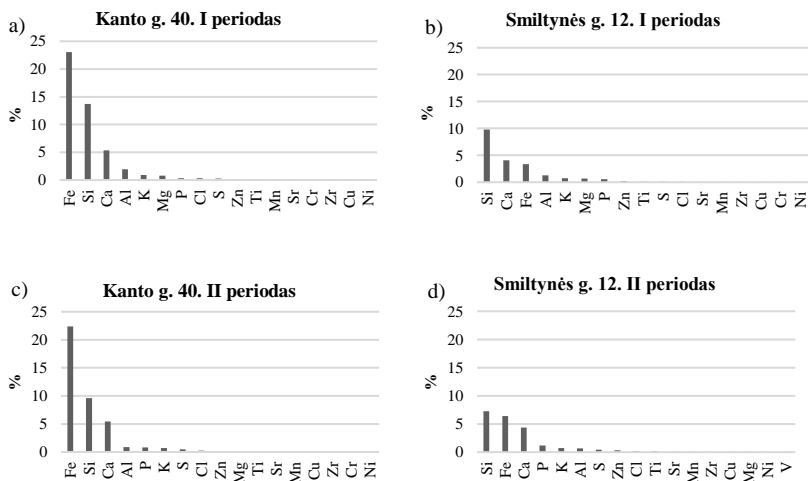 a)
Kanto g. 40. I periodas
25
20
15
10
5
0
%
Fe Si Ca Al K Mg P Cl S Zn Ti Mn Sr Cr Zr Cu Ni
b)
Smiltynės g. 12. I periodas
25
20
15
10
5
0
%
Si Ca Fe Al K Mg P Zn Ti S Cl Sr Mn Zr Cu Cr Ni
c)
Kanto g. 40. II periodas
25
20
15
10
5
0
%
Fe Si Ca Al P K S Cl Zn Mg Ti Sr Mn Cu Zr Cr Ni
d)
Smiltynės g. 12. II periodas
25
20
15
10
5
0
%
Si Fe Ca P K Al S Zn Cl Ti Sr Mn Zr Cu Mg Ni V